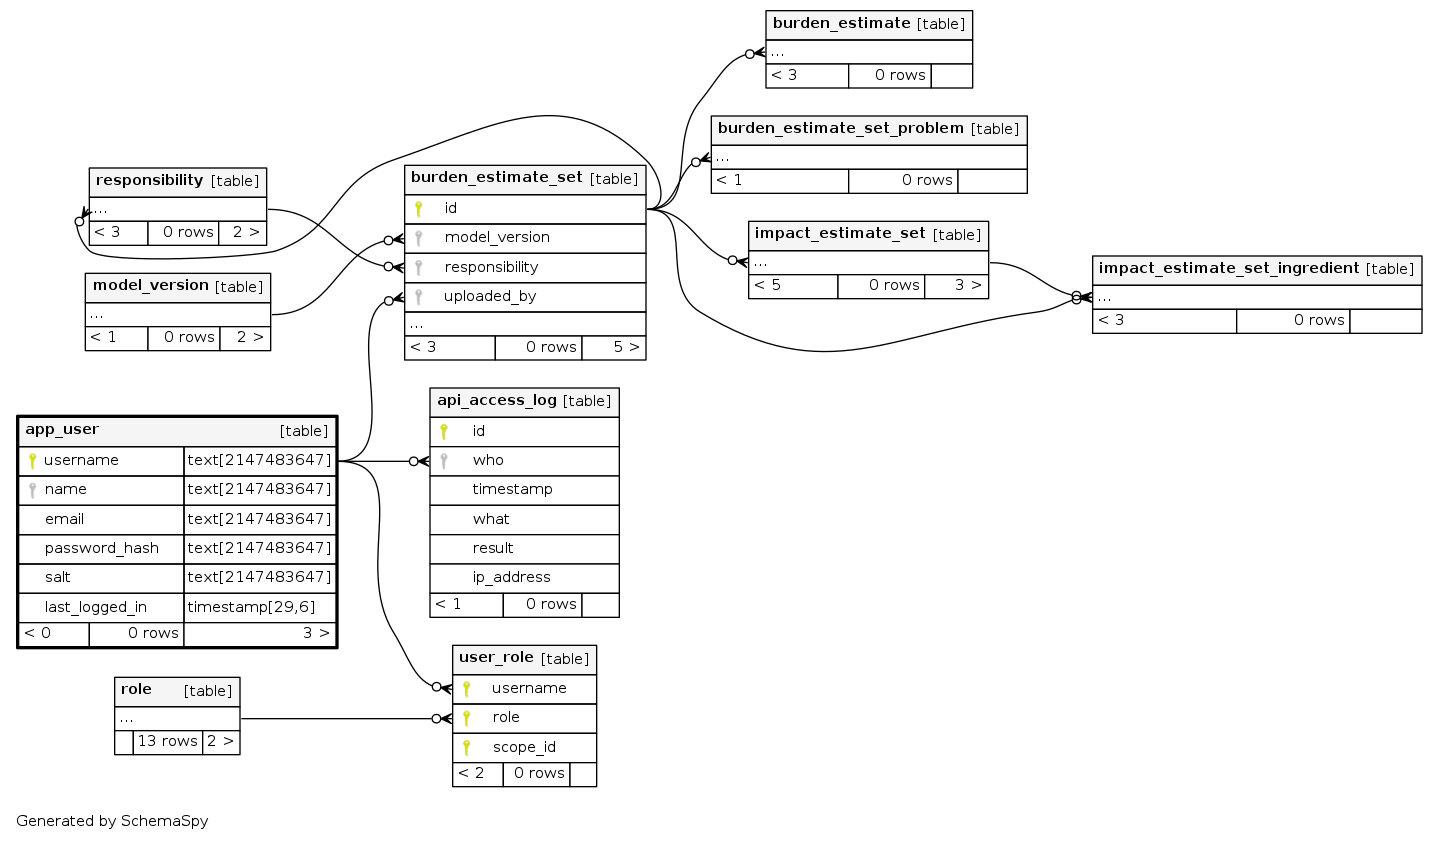 burden_estimate [table]
...
< 3 0 rows
burden_estimate_set_problem [table]
...
< 1 0 rows
responsibility [table]
...
< 3 0 rows 2 >
burden_estimate_set [table]
id
model_version
responsibility
uploaded_by
...
< 3 0 rows 5 >
impact_estimate_set [table]
...
< 5 0 rows 3 >
impact_estimate_set_ingredient [table]
...
< 3 0 rows
model_version [table]
...
< 1 0 rows 2 >
app_user [table]
username text[2147483647]
name text[2147483647]
email text[2147483647]
password_hash text[2147483647]
salt text[2147483647]
last_logged_in timestamp[29,6]
< 0 0 rows 3 >
api_access_log [table]
id
who
timestamp
what
result
ip_address
< 1 0 rows
user_role [table]
username
role
scope_id
< 2 0 rows
role [table]
...
13 rows 2 >
Generated by SchemaSpy